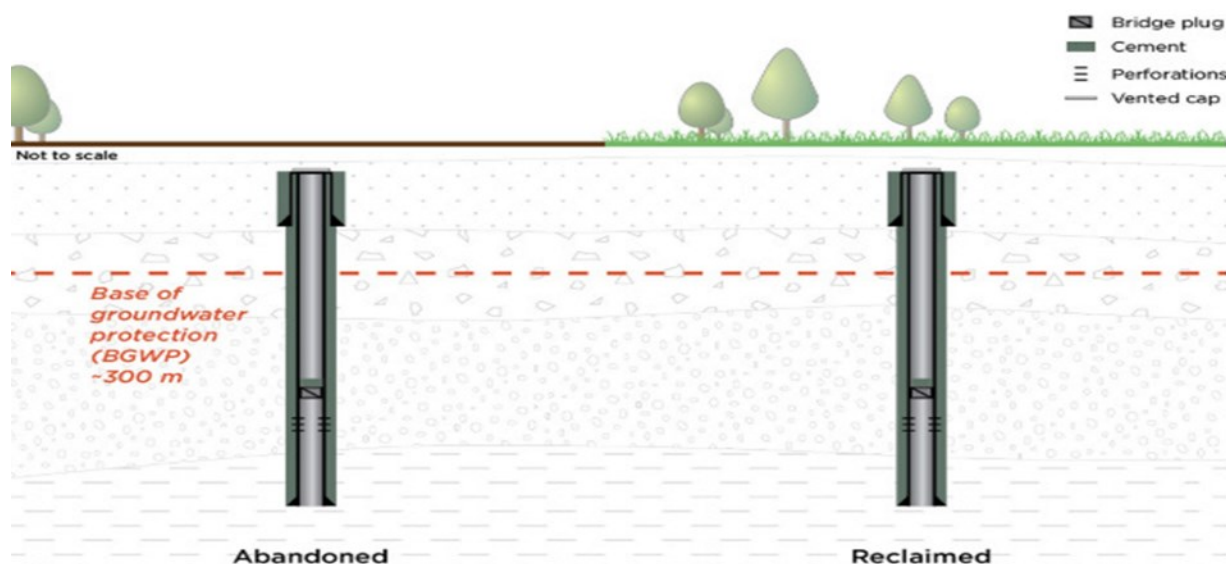 Bridge plug
Cement
Perforations
Vented cap
Not to scale
Base of
groundwater
protection
(BGWP)
~300 m
Abandoned
Reclaimed